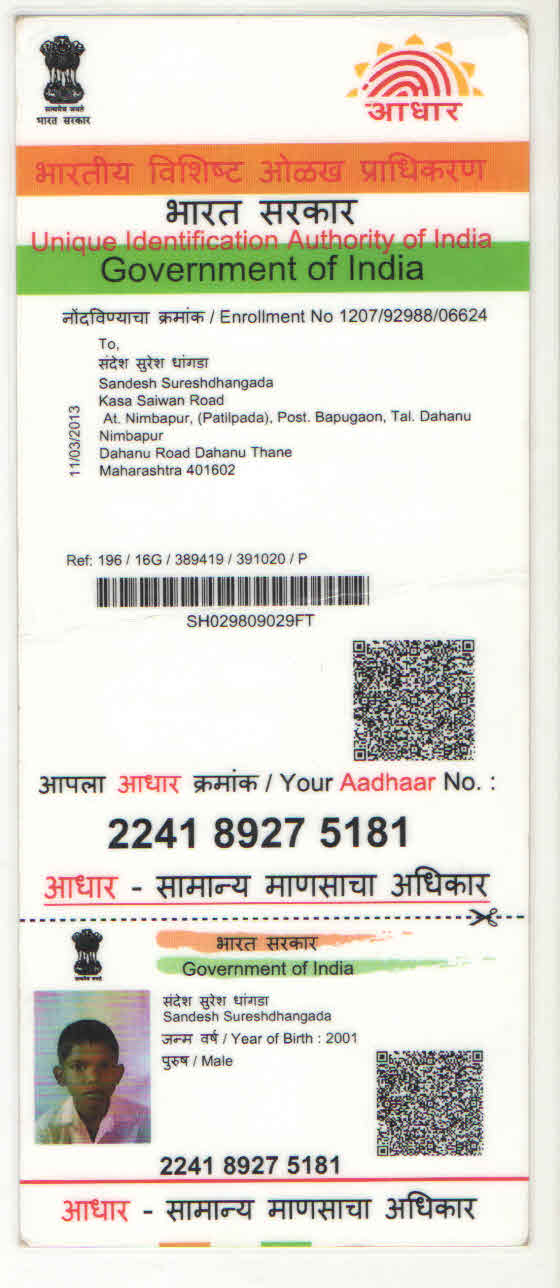 सत्यमेव जयते
भारत सरकार
आधार
भारतीय विशिष्ट ओळख प्राधिकरण
भारत सरकार
Unique Identification Authority of India
Government of India
नोंदविण्याचा क्रमांक / Enrollment No 1207/92988/06624
To,
संदेश सुरेश धांगडा
Sandesh Sureshdhangada
Kasa Saiwan Road
At. Nimbapur, (Patilpada), Post. Bapugaon, Tal. Dahanu
Nimbapur
Dahanu Road Dahanu Thane
Maharashtra 401602
11/03/2013
Ref: 196 / 16G / 389419 / 391020 / P
SH029809029FT
आपला आधार क्रमांक / Your Aadhaar No. :
2241 8927 5181
आधार - सामान्य माणसाचा अधिकार
भारत सरकार
Government of India
संदेश सुरेश धांगडा
Sandesh Sureshdhangada
जन्म वर्ष / Year of Birth : 2001
पुरुष / Male
2241 8927 5181
आधार - सामान्य माणसाचा अधिकार